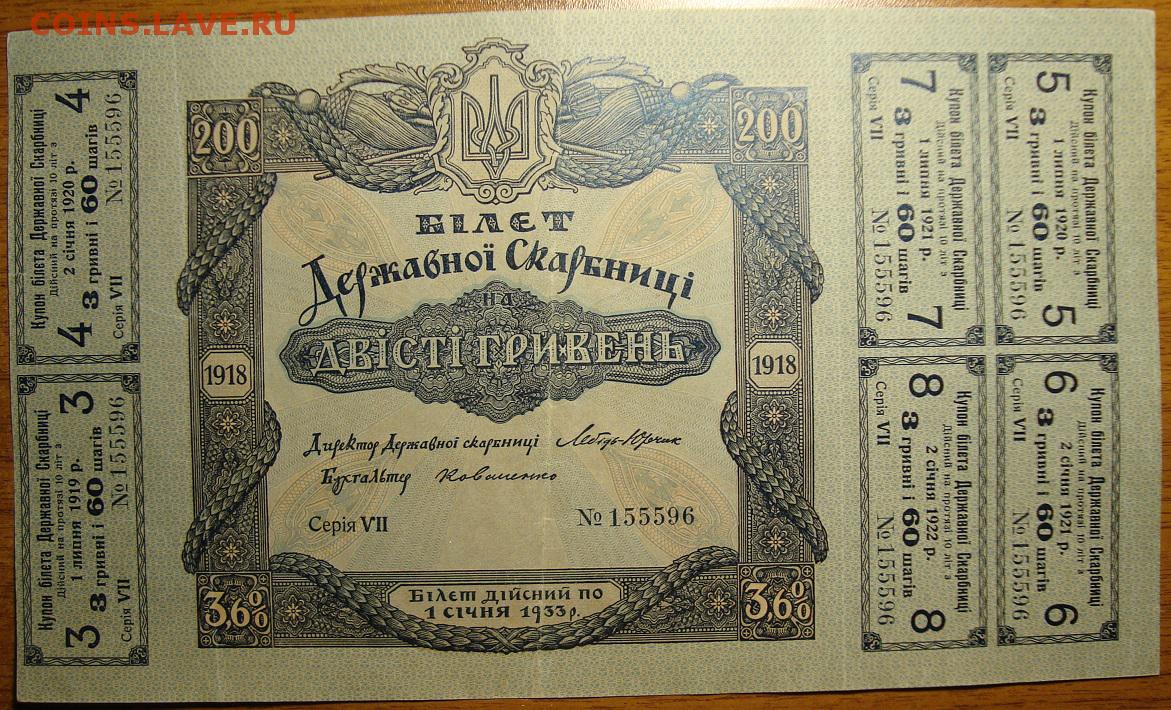 COINS.LAVE.RU
200
200
БІЛЕТ
Державної Скарбниці
НА
ДВІСТІ ГРИВЕНЬ
1918
1918
Директор Державної скарбниці Лебідь-Юрчик
Бухгальтер
Серія VII
№ 155596
3,6%
3,6%
Білет дійсний по
1 січня 1933 р.
Купон білета Державної Скарбниці
Дійсний на протязі 10 літ з
2 січня 1920 р.
4 3 гривні і 60 шагів 4
Серія VII № 155596
Купон білета Державної Скарбниці
Дійсний на протязі 10 літ з
1 липня 1919 р.
3 3 гривні і 60 шагів 3
Серія VII № 155596
Купон білета Державної Скарбниці
Дійсний на протязі 10 літ з
1 липня 1921 р.
7 3 гривні і 60 шагів 7
Серія VII № 155596
Купон білета Державної Скарбниці
Дійсний на протязі 10 літ з
1 липня 1920 р.
5 3 гривні і 60 шагів 5
Серія VII № 155596
Купон білета Державної Скарбниці
Дійсний на протязі 10 літ з
2 січня 1922 р.
8 3 гривні і 60 шагів 8
Серія VII № 155596
Купон білета Державної Скарбниці
Дійсний на протязі 10 літ з
2 січня 1921 р.
6 3 гривні і 60 шагів 6
Серія VII № 155596